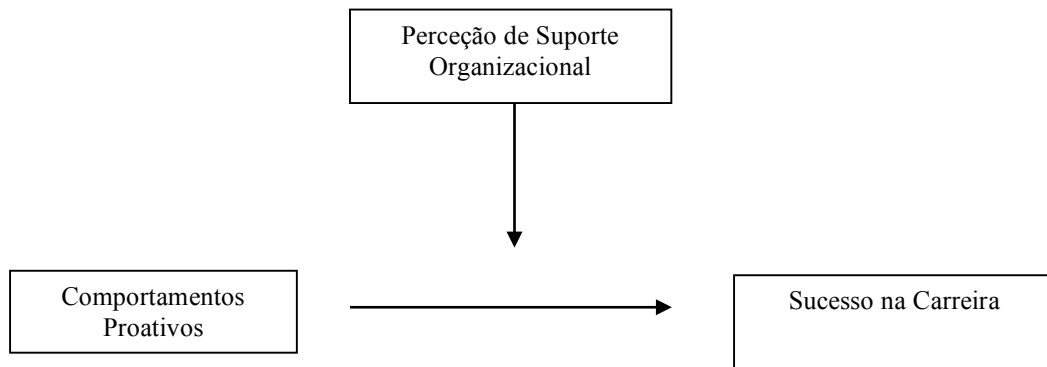 Perceção de Suporte
Organizacional
Comportamentos
Proativos
Sucesso na Carreira